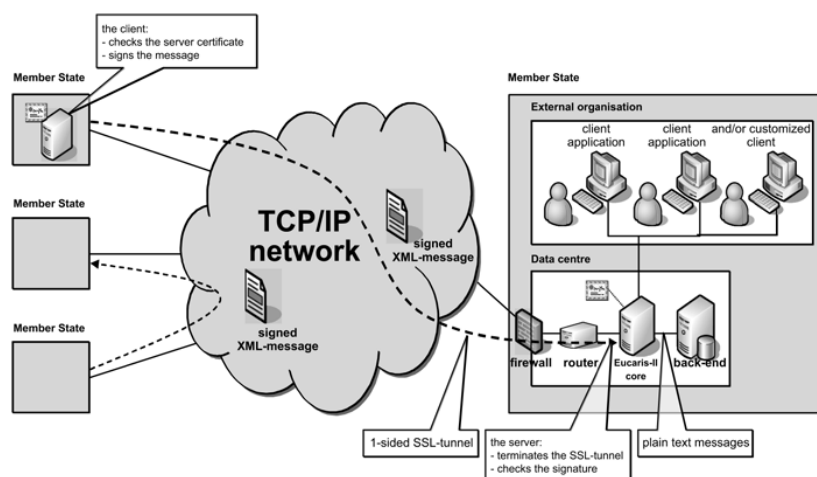 the client:
- checks the server certificate
- signs the message
Member State
Member State
Member State
TCP/IP
network
signed
XML-message
signed
XML-message
Member State
External organisation
client
application
client
application
and/or customized
client
Data centre
firewall
router
Eucaris-II
core
back-end
1-sided SSL-tunnel
the server:
- terminates the SSL-tunnel
- checks the signature
plain text messages